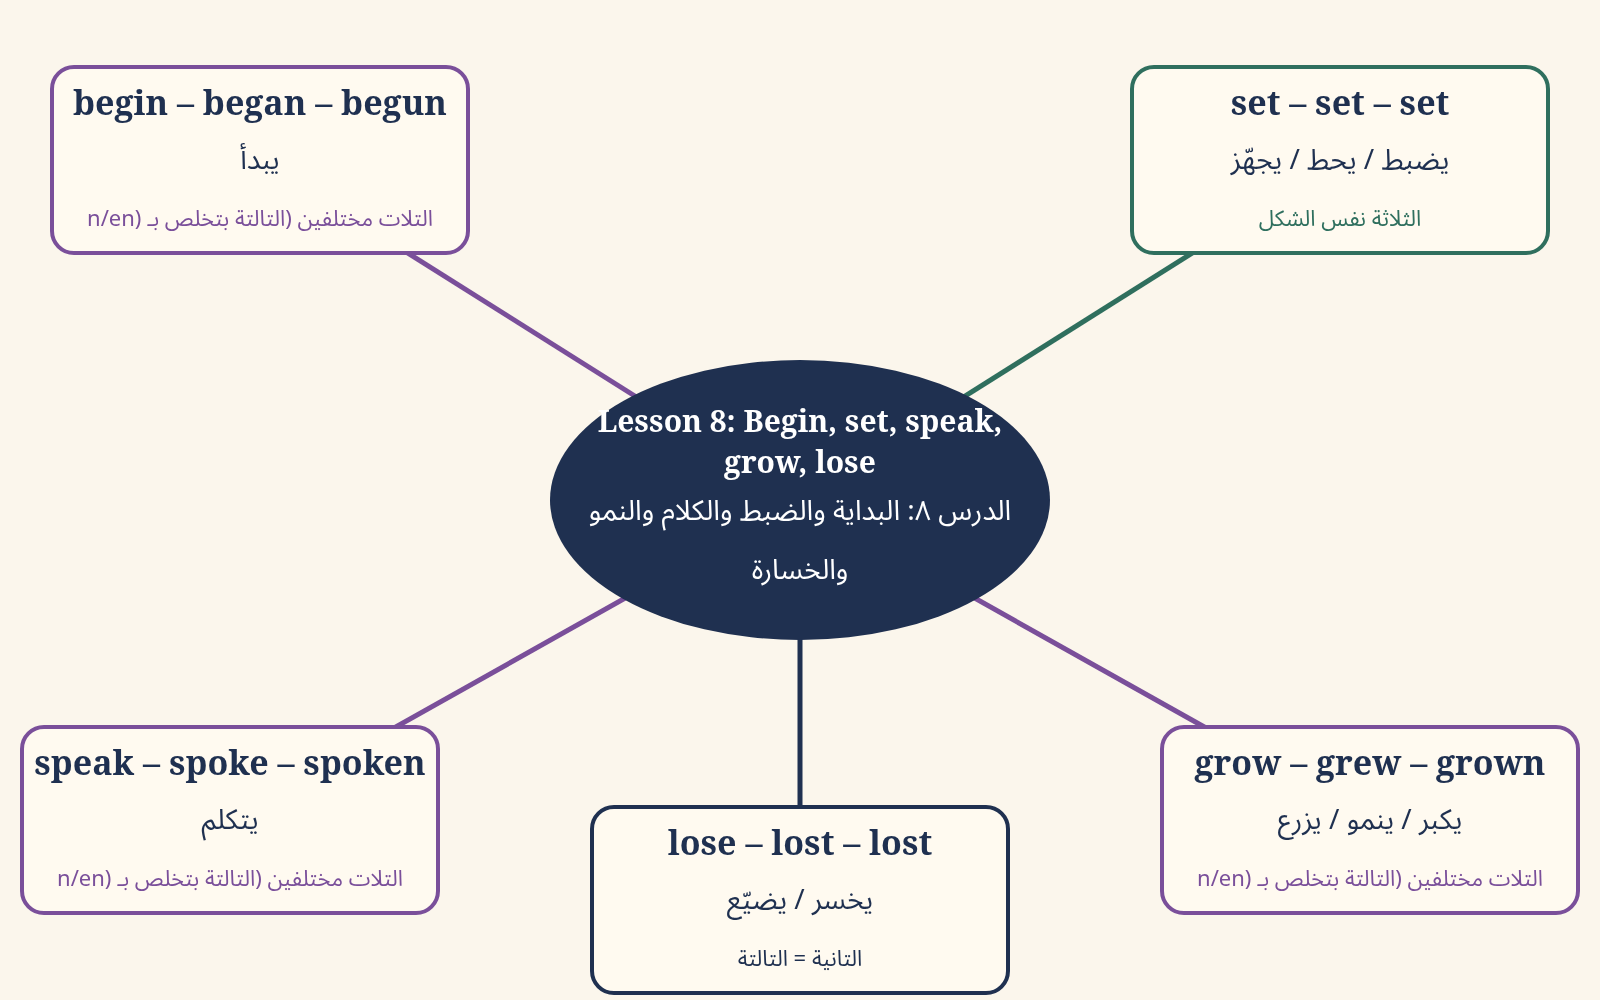 begin – began – begun
يبدأ
التلات مختلفين (التالتة بتخلص بـ n/en)
set – set – set
يضبط / يحط / يجهّز
الثلاثة نفس الشكل
Lesson 8: Begin, set, speak,
grow, lose
الدرس ٨: البداية والضبط والكلام والنمو
والخسارة
speak – spoke – spoken
يتكلم
التلات مختلفين (التالتة بتخلص بـ n/en)
lose – lost – lost
يخسر / يضيّع
التانية = التالتة
grow – grew – grown
يكبر / ينمو / يزرع
التلات مختلفين (التالتة بتخلص بـ n/en)